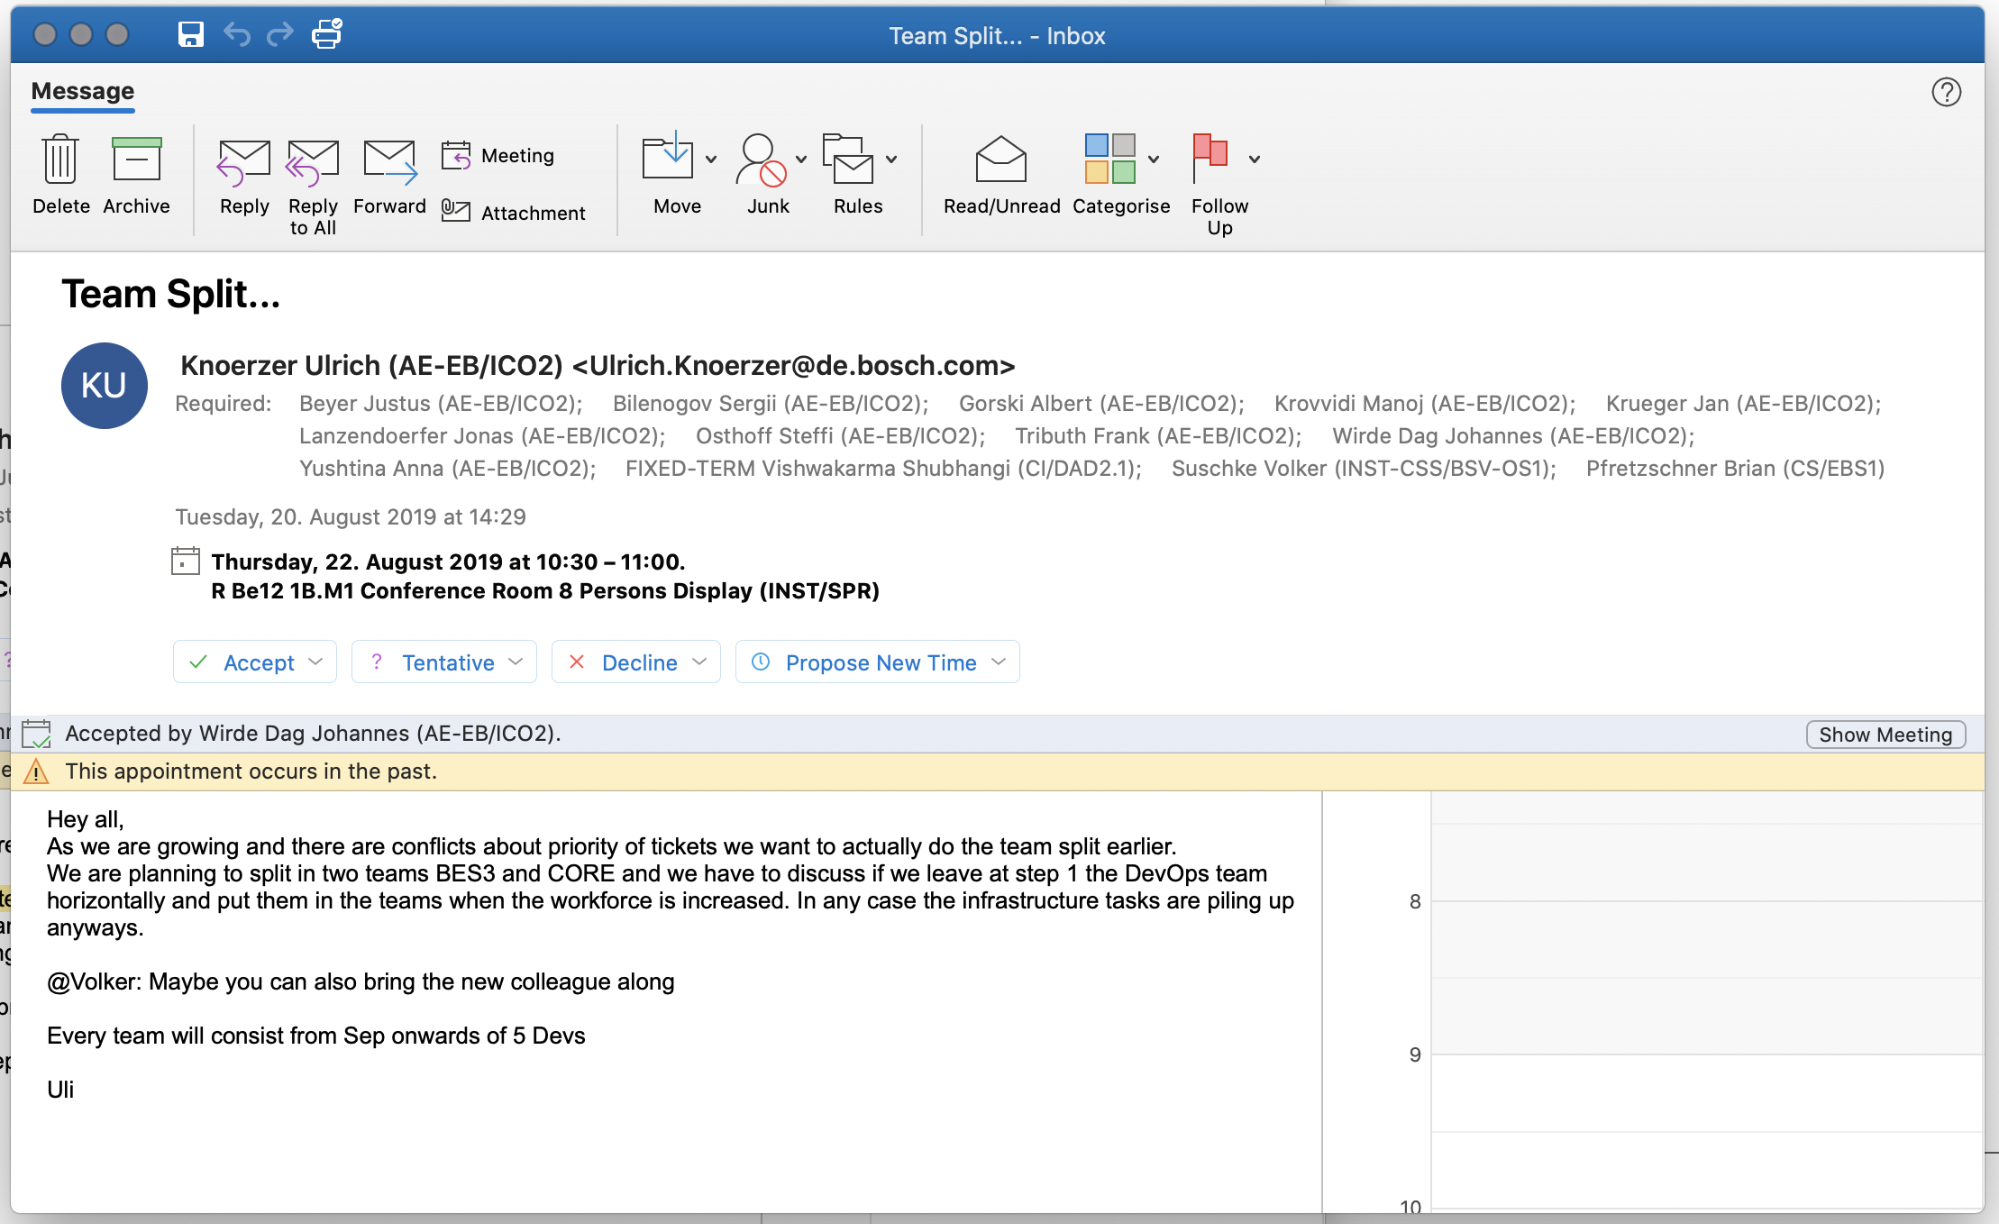 Team Split... - Inbox
Message
Delete
Archive
Reply
Reply to All
Forward
Meeting
Attachment
Move
Junk
Rules
Read/Unread
Categorise
Follow Up
Team Split...
KU
Knoerzer Ulrich (AE-EB/ICO2) <Ulrich.Knoerzer@de.bosch.com>
Required: Beyer Justus (AE-EB/ICO2); Bilenogov Sergii (AE-EB/ICO2); Gorski Albert (AE-EB/ICO2); Krovvidi Manoj (AE-EB/ICO2); Krueger Jan (AE-EB/ICO2);
Lanzendoerfer Jonas (AE-EB/ICO2); Osthoff Steffi (AE-EB/ICO2); Tributh Frank (AE-EB/ICO2); Wirde Dag Johannes (AE-EB/ICO2);
Yushtina Anna (AE-EB/ICO2); FIXED-TERM Vishwakarma Shubhangi (CI/DAD2.1); Suschke Volker (INST-CSS/BSV-OS1); Pfretzschner Brian (CS/EBS1)
Tuesday, 20. August 2019 at 14:29
Thursday, 22. August 2019 at 10:30 – 11:00.
R Be12 1B.M1 Conference Room 8 Persons Display (INST/SPR)
Accept
? Tentative
Decline
Propose New Time
Accepted by Wirde Dag Johannes (AE-EB/ICO2).
Show Meeting
This appointment occurs in the past.
Hey all,
As we are growing and there are conflicts about priority of tickets we want to actually do the team split earlier.
We are planning to split in two teams BES3 and CORE and we have to discuss if we leave at step 1 the DevOps team
horizontally and put them in the teams when the workforce is increased. In any case the infrastructure tasks are piling up
anyways.
@Volker: Maybe you can also bring the new colleague along
Every team will consist from Sep onwards of 5 Devs
Uli
8
9
10